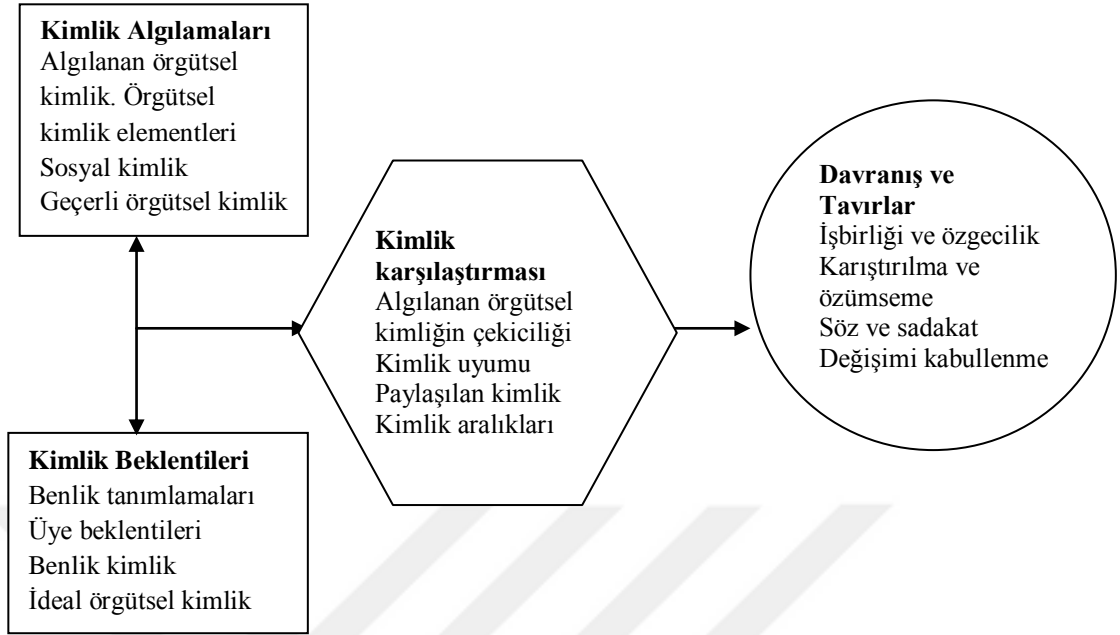 Kimlik Algılamaları
Algılanan örgütsel
kimlik. Örgütsel
kimlik elementleri
Sosyal kimlik
Geçerli örgütsel kimlik
Kimlik Beklentileri
Benlik tanımlamaları
Üye beklentileri
Benlik kimlik
İdeal örgütsel kimlik
Kimlik
karşılaştırması
Algılanan örgütsel
kimliğin çekiciliği
Kimlik uyumu
Paylaşılan kimlik
Kimlik aralıkları
Davranış ve
Tavırlar
İşbirliği ve özgecilik
Karıştırılma ve
özümseme
Söz ve sadakat
Değişimi kabullenme